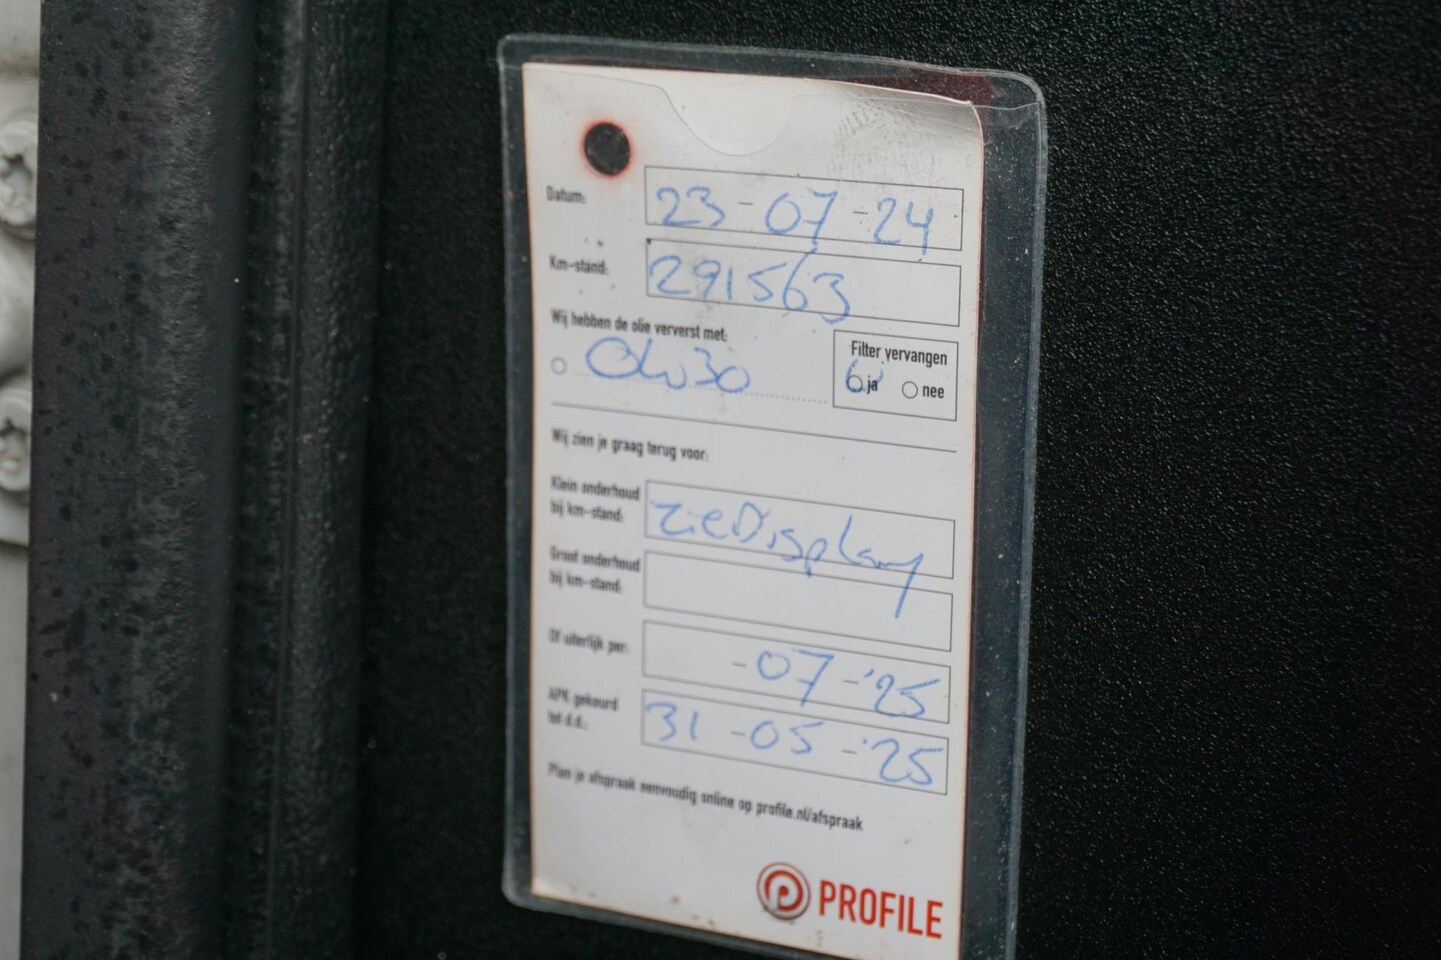 Datum: 23-07-24
Km-stand: 291563
Wij hebben de olie ververst met:
0W30
Filter vervangen
ja nee
Wij zien je graag terug voor:
Klein onderhoud
bij km-stand: zie Display
Groot onderhoud
bij km-stand:
Of uiterlijk per: -07-'25
APK gekeurd
tot d.d.: 31-05-'25
Plan je afspraak eenvoudig online op profile.nl/afspraak
PROFILE